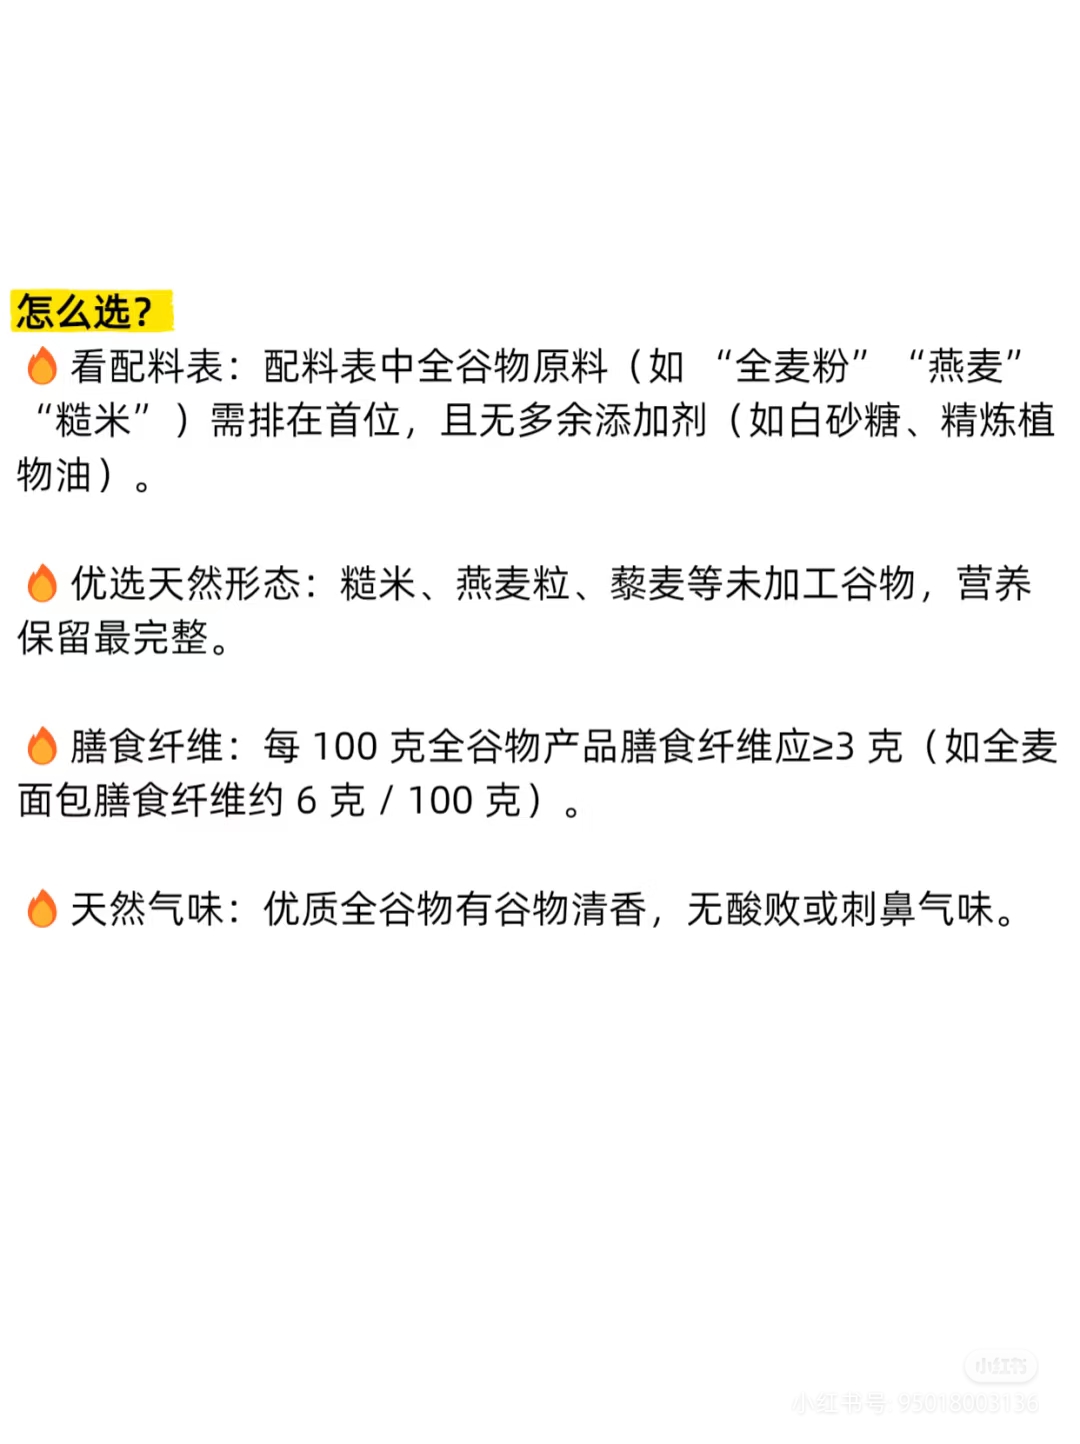 怎么选？
🔥看配料表：配料表中全谷物原料（如 “全麦粉” “燕麦”
“糙米” ）需排在首位，且无多余添加剂（如白砂糖、精炼植
物油）。
🔥优选天然形态：糙米、燕麦粒、藜麦等未加工谷物，营养
保留最完整。
🔥膳食纤维：每 100 克全谷物产品膳食纤维应≥3 克（如全麦
面包膳食纤维约 6 克 / 100 克）。
🔥天然气味：优质全谷物有谷物清香，无酸败或刺鼻气味。
小红书
小红书号: 95018003136